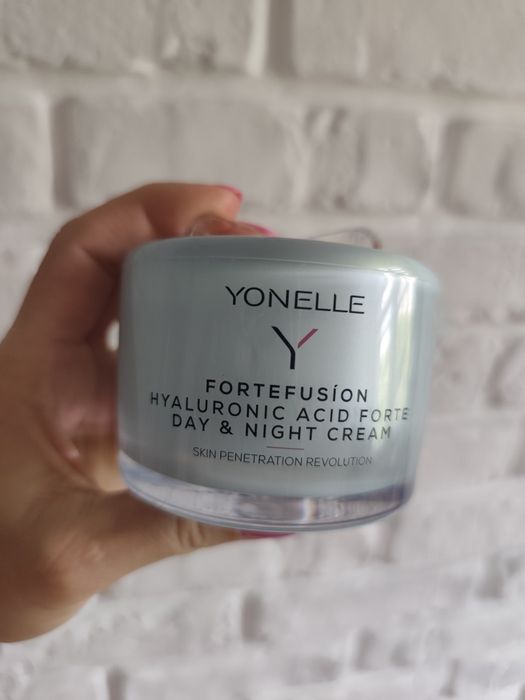 YONELLE
Y
FORTEFUSÍON
HYALURONIC ACID FORTE
DAY & NIGHT CREAM
SKIN PENETRATION REVOLUTION